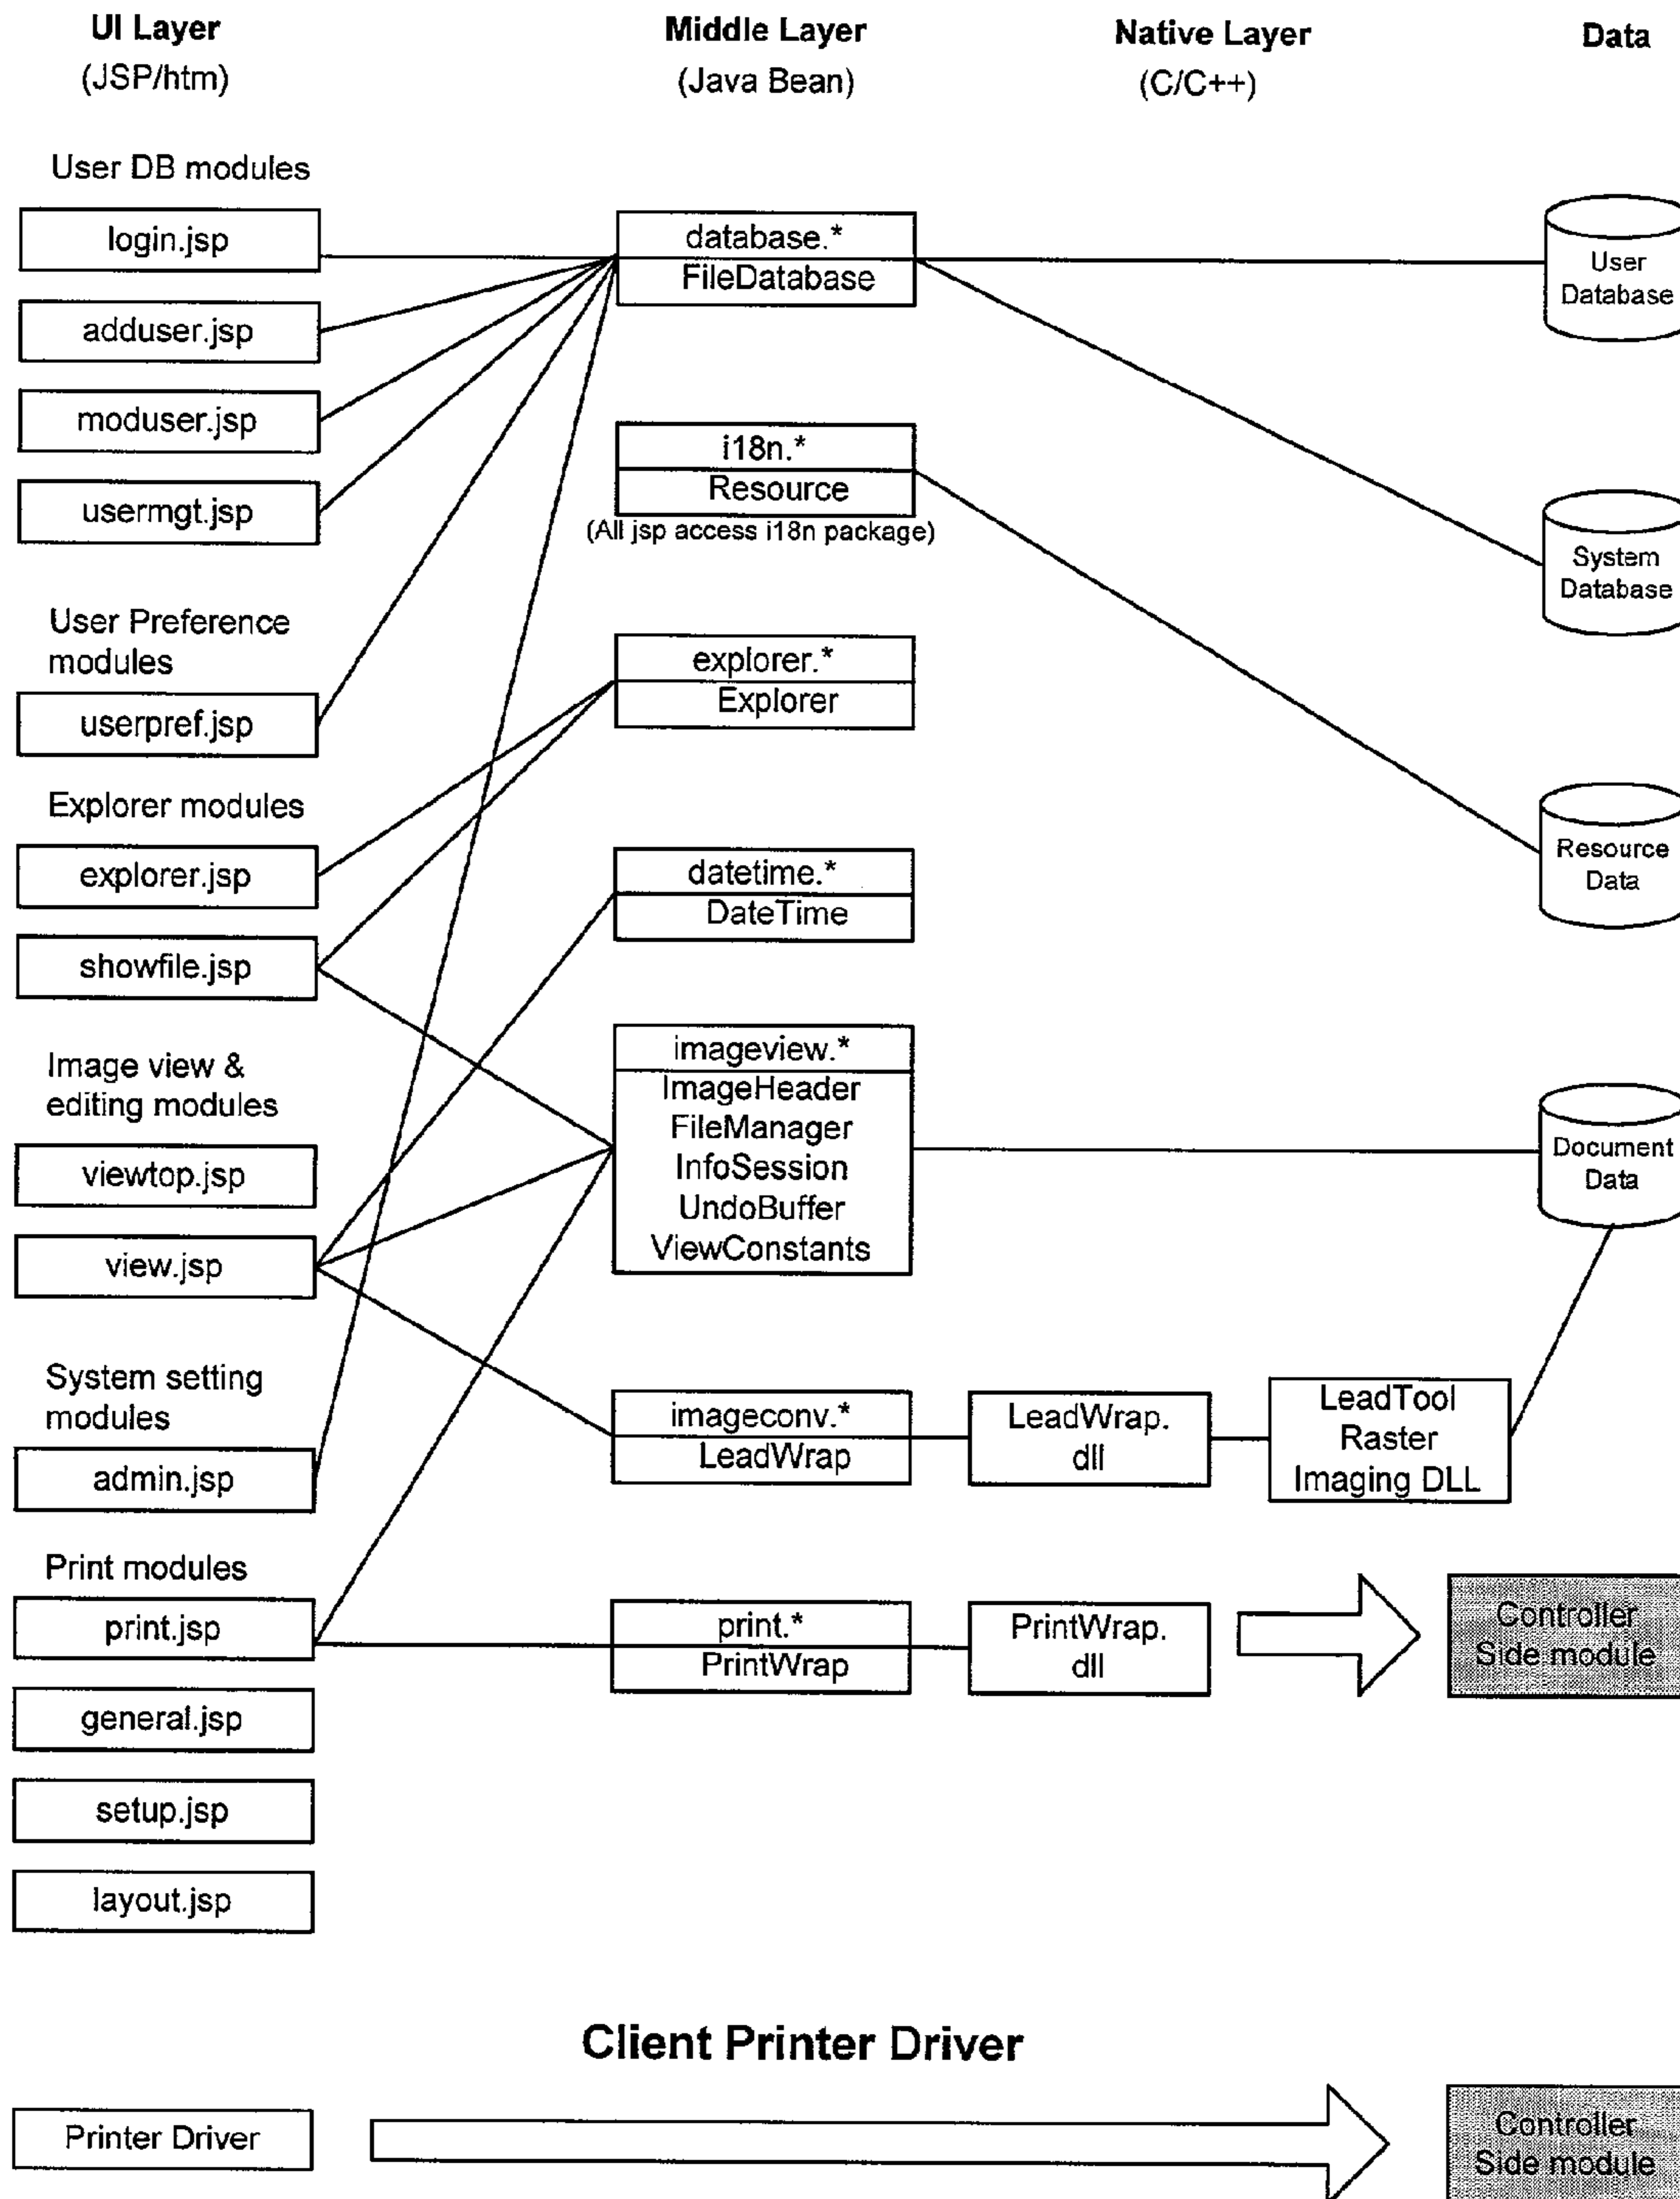 UI Layer
(JSP/htm)
Middle Layer
(Java Bean)
Native Layer
(C/C++)
Data
User DB modules
login.jsp
adduser.jsp
moduser.jsp
usermgt.jsp
User Preference
modules
userpref.jsp
Explorer modules
explorer.jsp
showfile.jsp
Image view &
editing modules
viewtop.jsp
view.jsp
System setting
modules
admin.jsp
Print modules
print.jsp
general.jsp
setup.jsp
layout.jsp
database.*
FileDatabase
i18n.*
Resource
(All jsp access i18n package)
explorer.*
Explorer
datetime.*
DateTime
imageview.*
ImageHeader
FileManager
InfoSession
UndoBuffer
ViewConstants
imageconv.*
LeadWrap
print.*
PrintWrap
LeadWrap.
dll
PrintWrap.
dll
LeadTool
Raster
Imaging DLL
User
Database
System
Database
Resource
Data
Document
Data
Controller
Side module
Client Printer Driver
Printer Driver
Controller
Side module